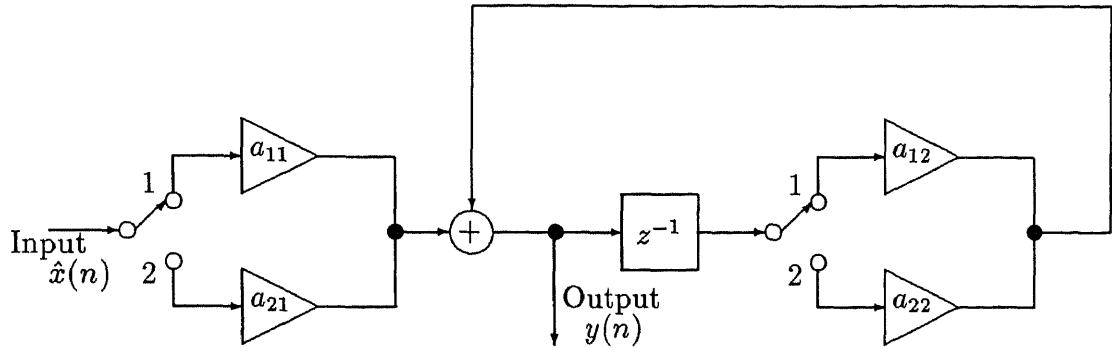 a₁₁
a₁₂
1
1
Input
x̂(n)
+
z⁻¹
2
2
a₂₁
Output
y(n)
a₂₂